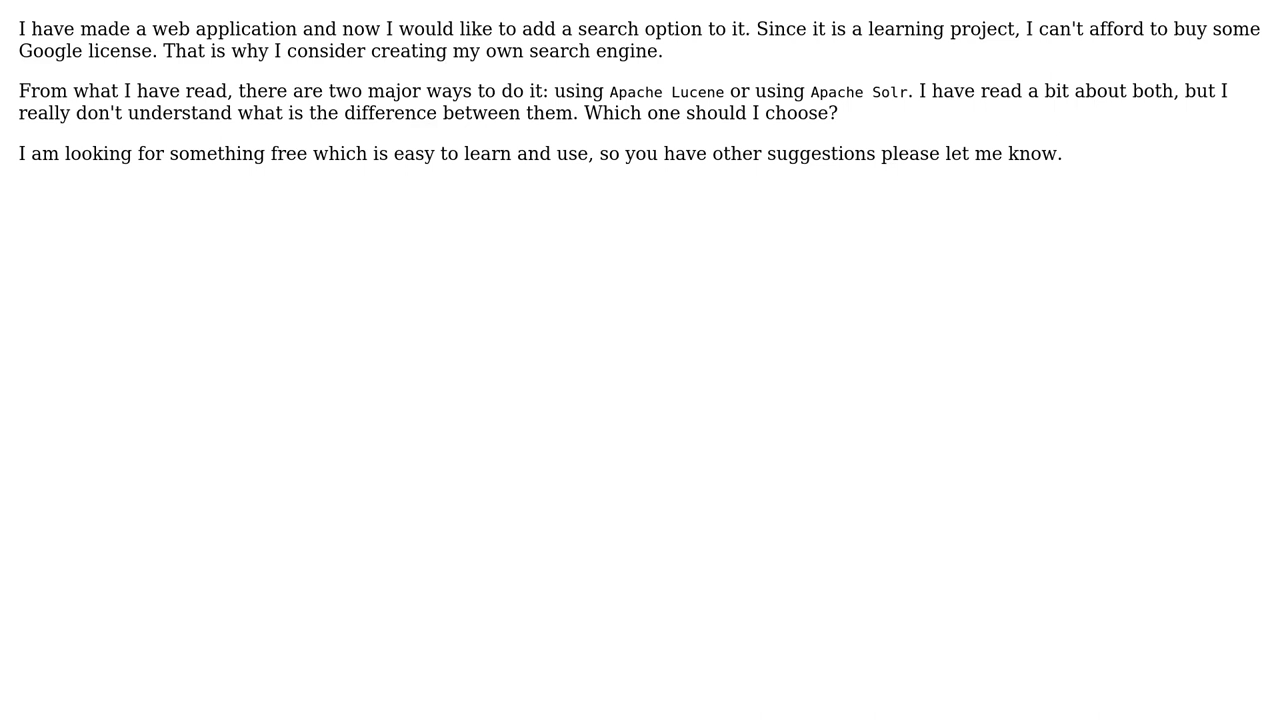 I have made a web application and now I would like to add a search option to it. Since it is a learning project, I can't afford to buy some
Google license. That is why I consider creating my own search engine.
From what I have read, there are two major ways to do it: using Apache Lucene or using Apache Solr. I have read a bit about both, but I
really don't understand what is the difference between them. Which one should I choose?
I am looking for something free which is easy to learn and use, so you have other suggestions please let me know.